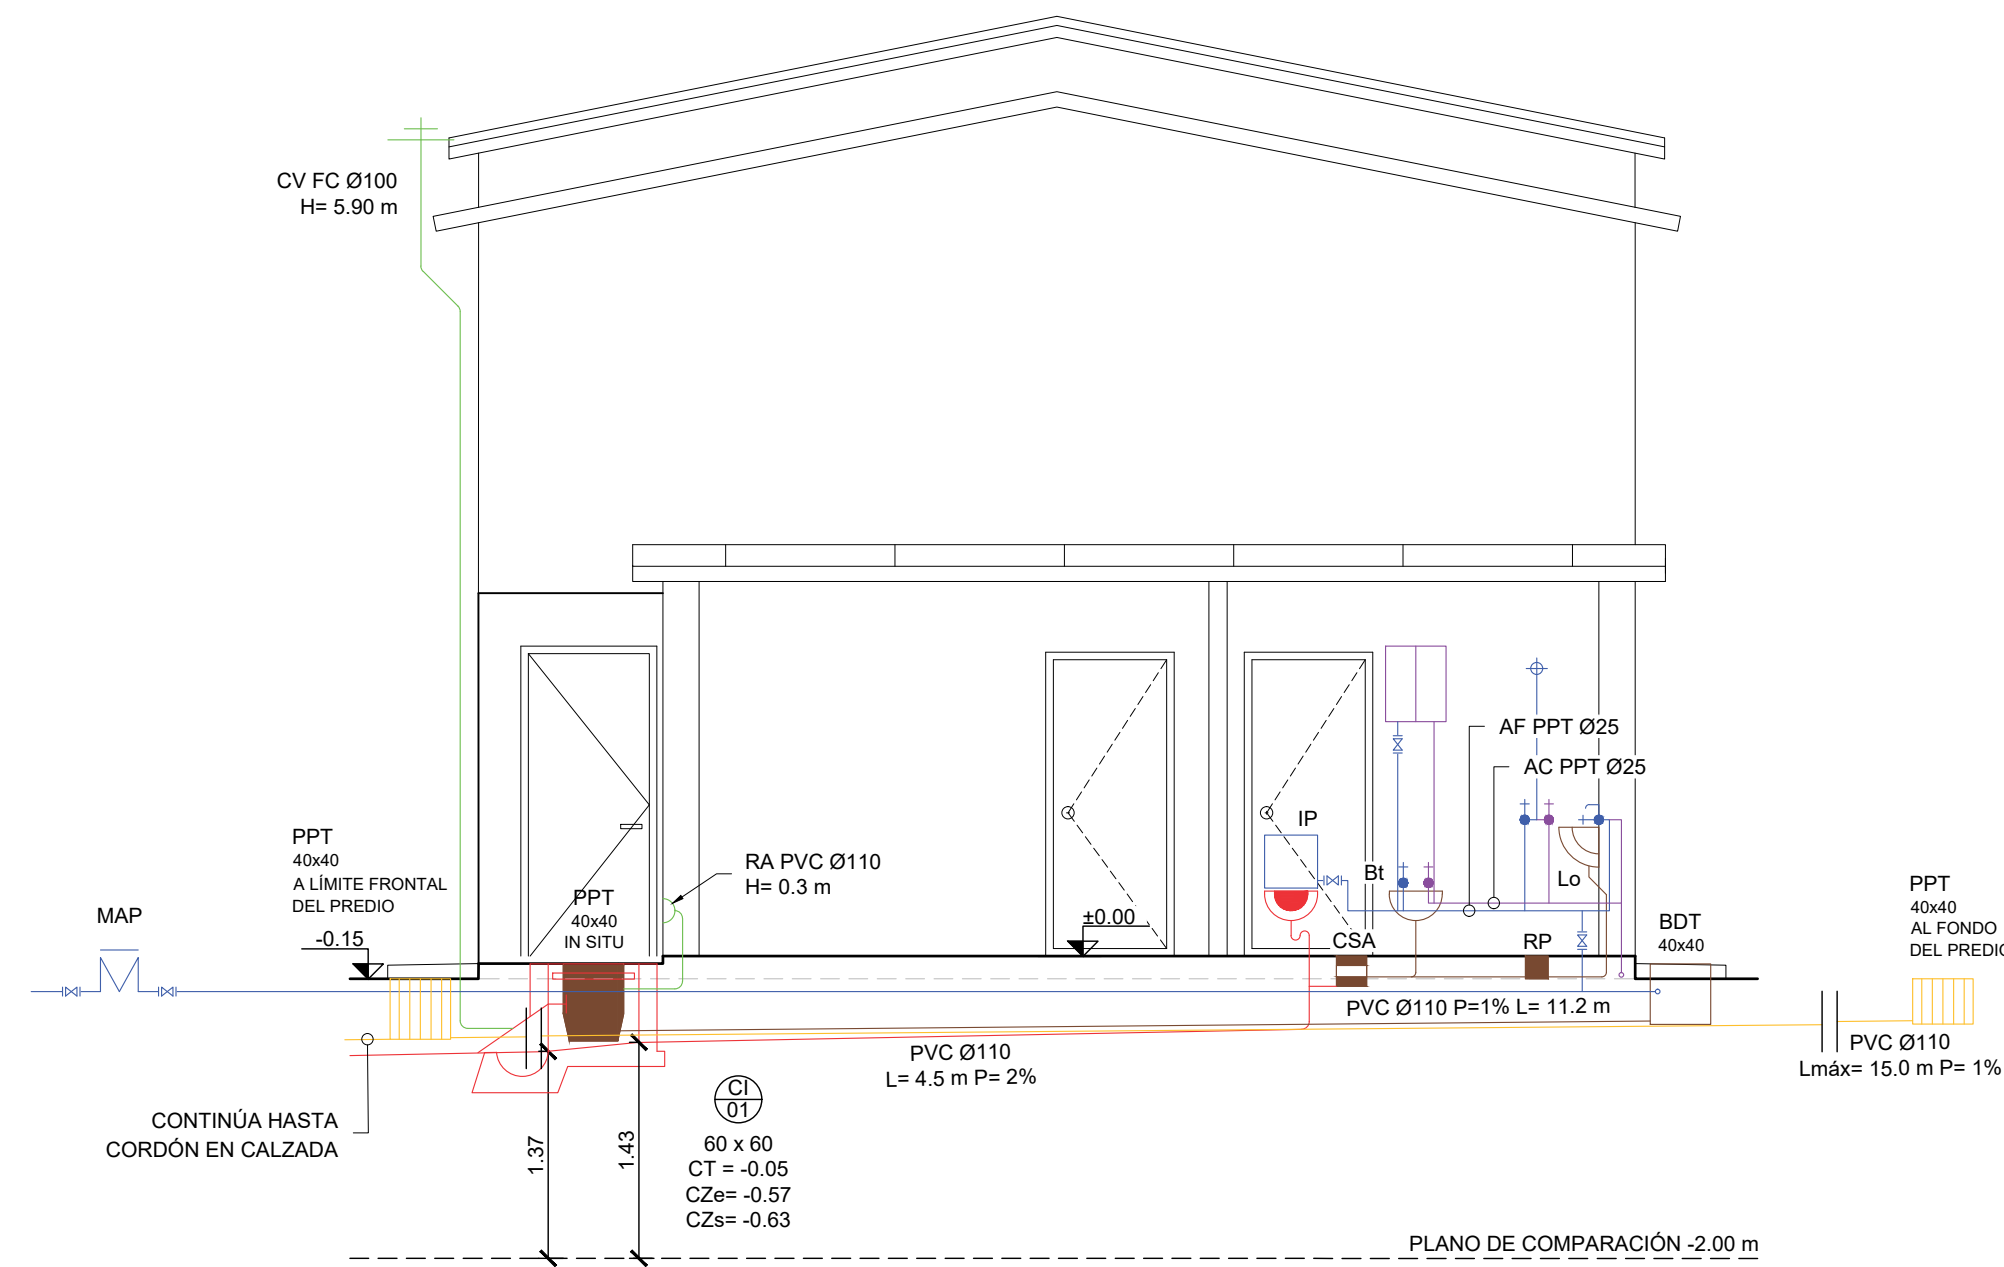 CV FC Ø100
H= 5.90 m
AF PPT Ø25
AC PPT Ø25
IP
Bt
Lo
PPT
40x40
A LÍMITE FRONTAL
DEL PREDIO
MAP
-0.15
PPT
40x40
IN SITU
RA PVC Ø110
H= 0.3 m
±0.00
CSA
RP
BDT
40x40
PPT
40x40
AL FONDO
DEL PREDIO
PVC Ø110 P=1% L= 11.2 m
PVC Ø110
L= 4.5 m P= 2%
PVC Ø110
Lmáx= 15.0 m P= 1%
CONTINÚA HASTA
CORDÓN EN CALZADA
1.37
1.43
CI
01
60 x 60
CT = -0.05
CZe= -0.57
CZs= -0.63
PLANO DE COMPARACIÓN -2.00 m